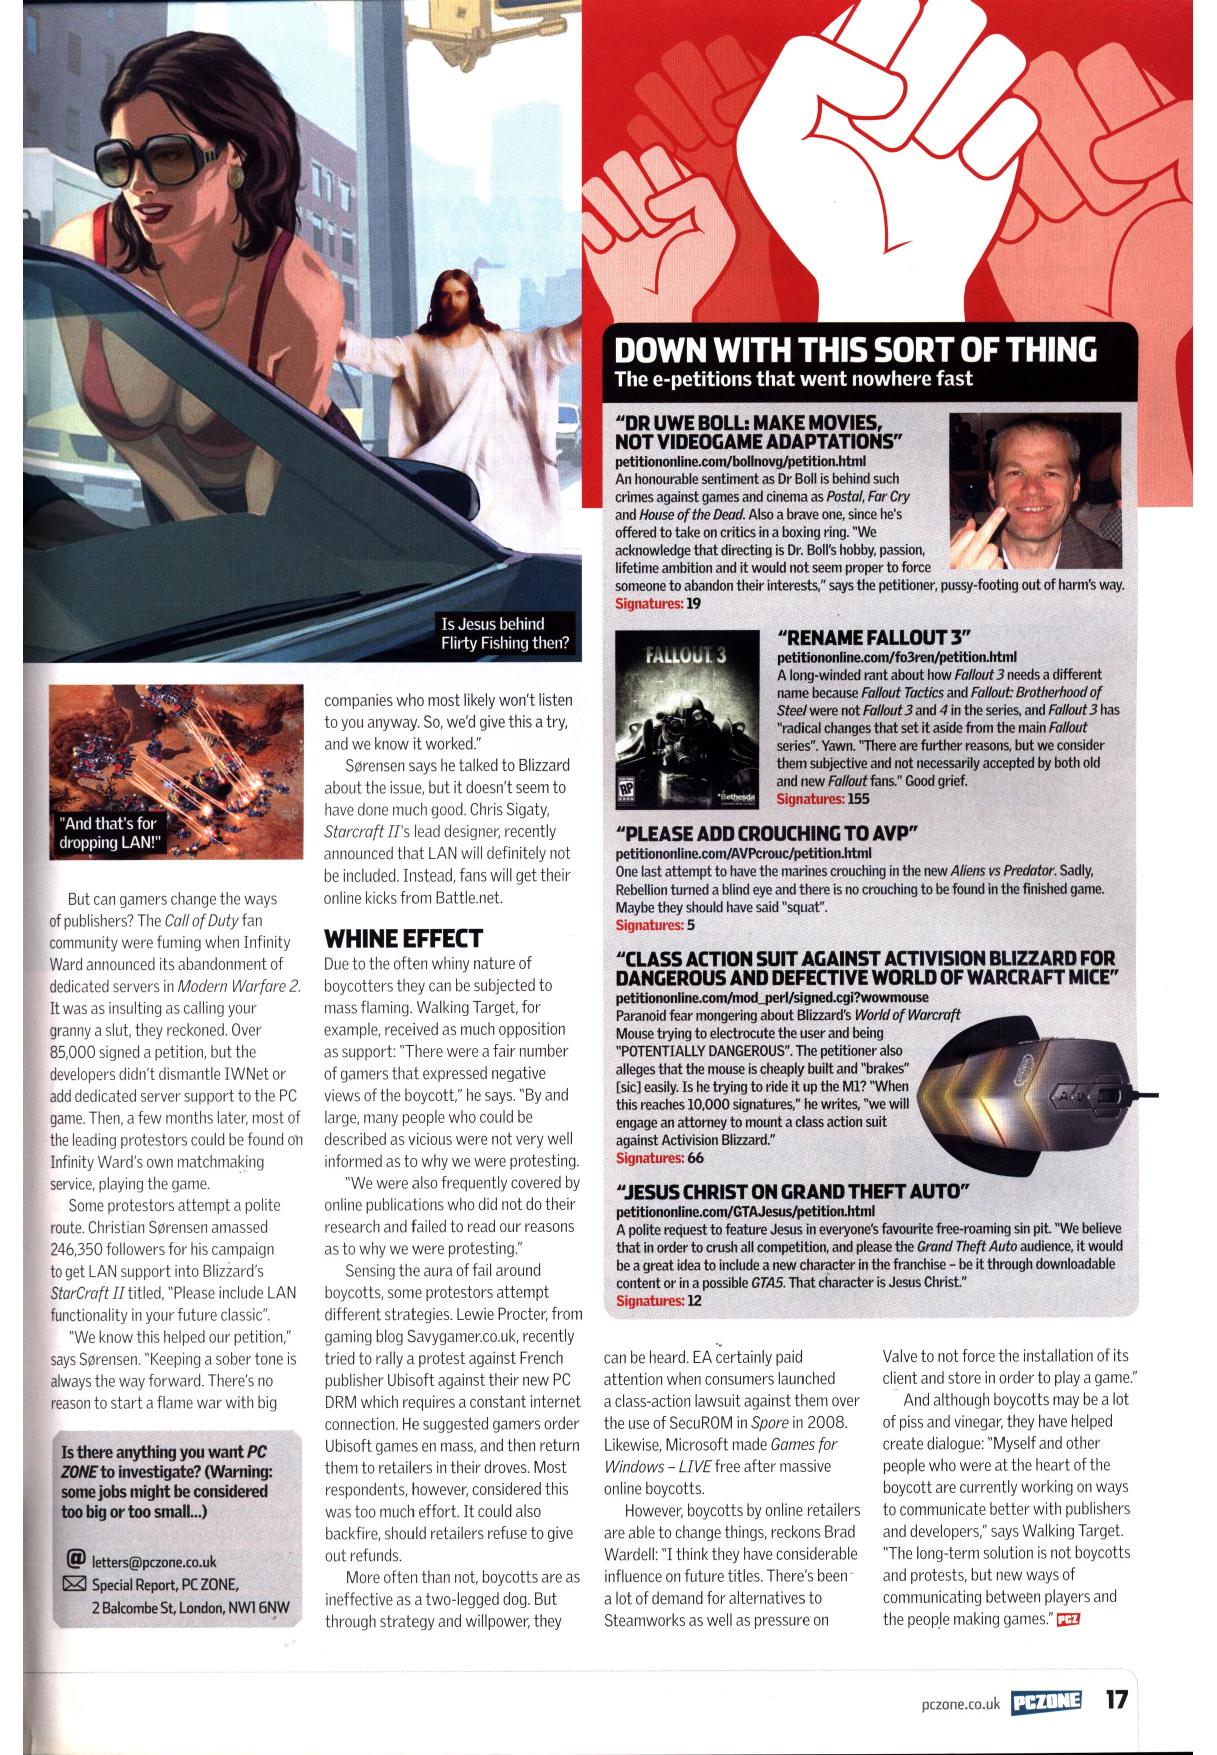 Is Jesus behind
Flirty Fishing then?
"And that's for
dropping LAN!"
But can gamers change the ways
of publishers? The Call of Duty fan
community were fuming when Infinity
Ward announced its abandonment of
dedicated servers in Modern Warfare 2.
It was as insulting as calling your
granny a slut, they reckoned. Over
85,000 signed a petition, but the
developers didn't dismantle IWNet or
add dedicated server support to the PC
game. Then, a few months later, most of
the leading protestors could be found on
Infinity Ward's own matchmaking
service, playing the game.
Some protestors attempt a polite
route. Christian Sørensen amassed
246,350 followers for his campaign
to get LAN support into Blizzard's
StarCraft II titled, "Please include LAN
functionality in your future classic".
"We know this helped our petition,"
says Sørensen. "Keeping a sober tone is
always the way forward. There's no
reason to start a flame war with big
Is there anything you want PC
ZONE to investigate? (Warning:
some jobs might be considered
too big or too small...)
@ letters@pczone.co.uk
Special Report, PC ZONE,
2 Balcombe St, London, NW1 6NW
companies who most likely won't listen
to you anyway. So, we'd give this a try,
and we know it worked."
Sørensen says he talked to Blizzard
about the issue, but it doesn't seem to
have done much good. Chris Sigaty,
Starcraft II's lead designer, recently
announced that LAN will definitely not
be included. Instead, fans will get their
online kicks from Battle.net.
WHINE EFFECT
Due to the often whiny nature of
boycotters they can be subjected to
mass flaming. Walking Target, for
example, received as much opposition
as support: "There were a fair number
of gamers that expressed negative
views of the boycott," he says. "By and
large, many people who could be
described as vicious were not very well
informed as to why we were protesting.
"We were also frequently covered by
online publications who did not do their
research and failed to read our reasons
as to why we were protesting."
Sensing the aura of fail around
boycotts, some protestors attempt
different strategies. Lewie Procter, from
gaming blog Savygamer.co.uk, recently
tried to rally a protest against French
publisher Ubisoft against their new PC
DRM which requires a constant internet
connection. He suggested gamers order
Ubisoft games en mass, and then return
them to retailers in their droves. Most
respondents, however, considered this
was too much effort. It could also
backfire, should retailers refuse to give
out refunds.
More often than not, boycotts are as
ineffective as a two-legged dog. But
through strategy and willpower, they
DOWN WITH THIS SORT OF THING
The e-petitions that went nowhere fast
"DR UWE BOLL: MAKE MOVIES,
NOT VIDEOGAME ADAPTATIONS"
petitiononline.com/bollnovg/petition.html
An honourable sentiment as Dr Boll is behind such
crimes against games and cinema as Postal, Far Cry
and House of the Dead. Also a brave one, since he's
offered to take on critics in a boxing ring. "We
acknowledge that directing is Dr. Boll's hobby, passion,
lifetime ambition and it would not seem proper to force
someone to abandon their interests," says the petitioner, pussy-footing out of harm's way.
Signatures: 19
FALLOUT 3
RP
Bethesda
"RENAME FALLOUT 3"
petitiononline.com/fo3ren/petition.html
A long-winded rant about how Fallout 3 needs a different
name because Fallout Tactics and Fallout: Brotherhood of
Steel were not Fallout 3 and 4 in the series, and Fallout 3 has
"radical changes that set it aside from the main Fallout
series". Yawn. "There are further reasons, but we consider
them subjective and not necessarily accepted by both old
and new Fallout fans." Good grief.
Signatures: 155
"PLEASE ADD CROUCHING TO AVP"
petitiononline.com/AVPcrouc/petition.html
One last attempt to have the marines crouching in the new Aliens vs Predator. Sadly,
Rebellion turned a blind eye and there is no crouching to be found in the finished game.
Maybe they should have said "squat".
Signatures: 5
"CLASS ACTION SUIT AGAINST ACTIVISION BLIZZARD FOR
DANGEROUS AND DEFECTIVE WORLD OF WARCRAFT MICE"
petitiononline.com/mod_perl/signed.cgi?wowmouse
Paranoid fear mongering about Blizzard's World of Warcraft
Mouse trying to electrocute the user and being
"POTENTIALLY DANGEROUS". The petitioner also
alleges that the mouse is cheaply built and "brakes"
[sic] easily. Is he trying to ride it up the M1? "When
this reaches 10,000 signatures," he writes, "we will
engage an attorney to mount a class action suit
against Activision Blizzard."
Signatures: 66
"JESUS CHRIST ON GRAND THEFT AUTO"
petitiononline.com/GTAJesus/petition.html
A polite request to feature Jesus in everyone's favourite free-roaming sin pit. "We believe
that in order to crush all competition, and please the Grand Theft Auto audience, it would
be a great idea to include a new character in the franchise – be it through downloadable
content or in a possible GTA5. That character is Jesus Christ."
Signatures: 12
can be heard. EA certainly paid
attention when consumers launched
a class-action lawsuit against them over
the use of SecuROM in Spore in 2008.
Likewise, Microsoft made Games for
Windows – LIVE free after massive
online boycotts.
However, boycotts by online retailers
are able to change things, reckons Brad
Wardell: "I think they have considerable
influence on future titles. There's been
a lot of demand for alternatives to
Steamworks as well as pressure on
Valve to not force the installation of its
client and store in order to play a game."
And although boycotts may be a lot
of piss and vinegar, they have helped
create dialogue: "Myself and other
people who were at the heart of the
boycott are currently working on ways
to communicate better with publishers
and developers," says Walking Target.
"The long-term solution is not boycotts
and protests, but new ways of
communicating between players and
the people making games." PCZ
pczone.co.uk PCZONE 17